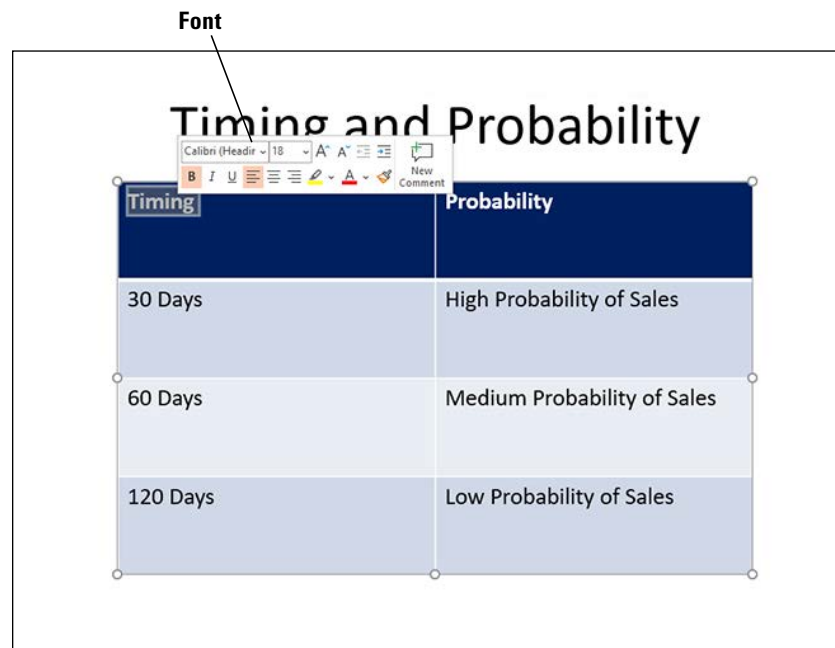 Font
Timing and Probability
Calibri (Headir 18 A A
New
Comment
B I U A
Timing Probability
30 Days High Probability of Sales
60 Days Medium Probability of Sales
120 Days Low Probability of Sales